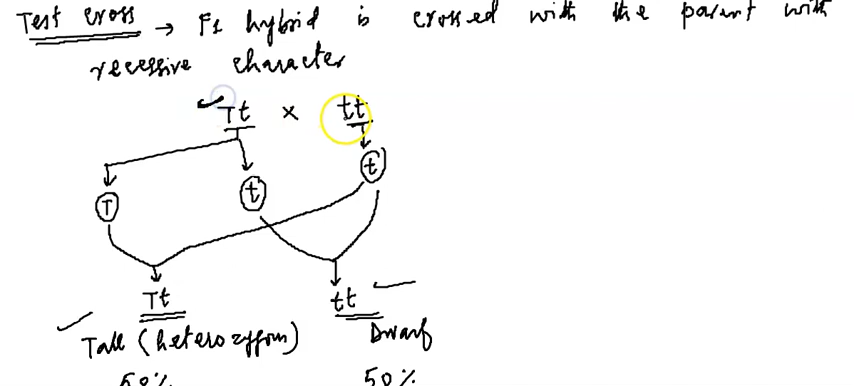 Test cross → F1 hybrid is crossed with the parent with
recessive character
Tt × tt
T t t
Tt tt
Tall (heterozygous) Dwarf
50% 50%